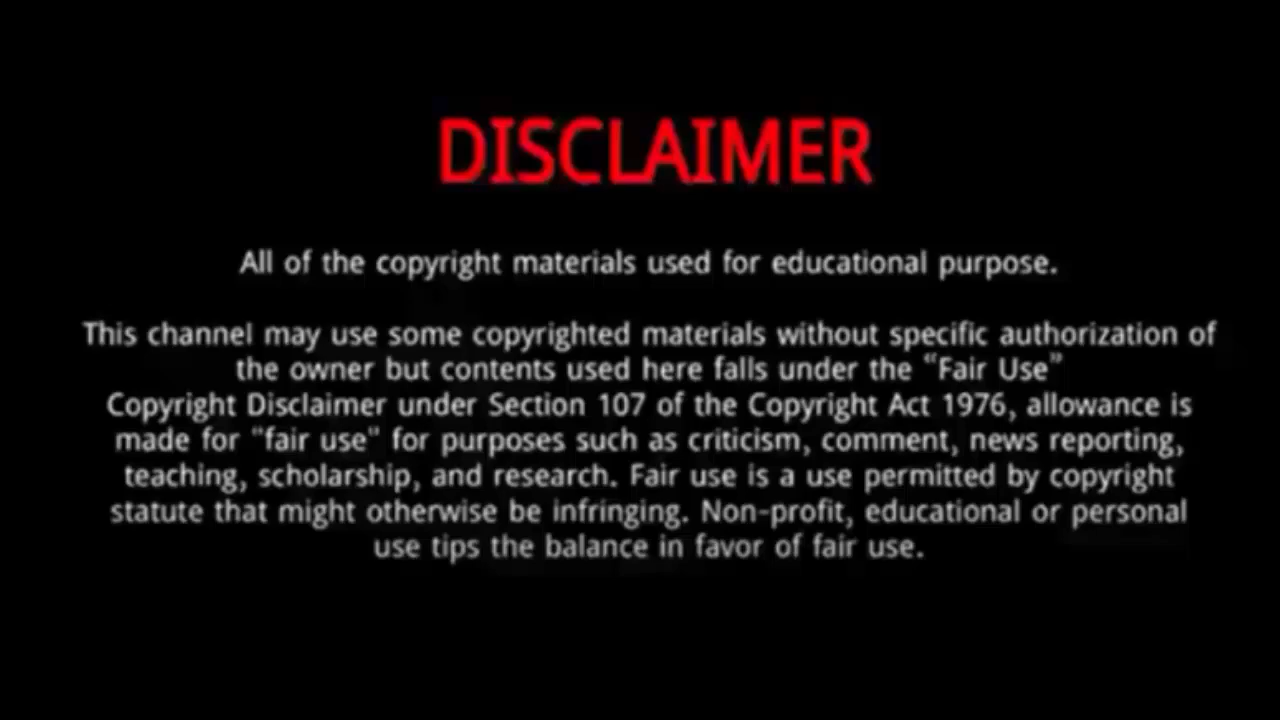 DISCLAIMER
All of the copyright materials used for educational purpose.
This channel may use some copyrighted materials without specific authorization of
the owner but contents used here falls under the “Fair Use”
Copyright Disclaimer under Section 107 of the Copyright Act 1976, allowance is
made for "fair use" for purposes such as criticism, comment, news reporting,
teaching, scholarship, and research. Fair use is a use permitted by copyright
statute that might otherwise be infringing. Non-profit, educational or personal
use tips the balance in favor of fair use.